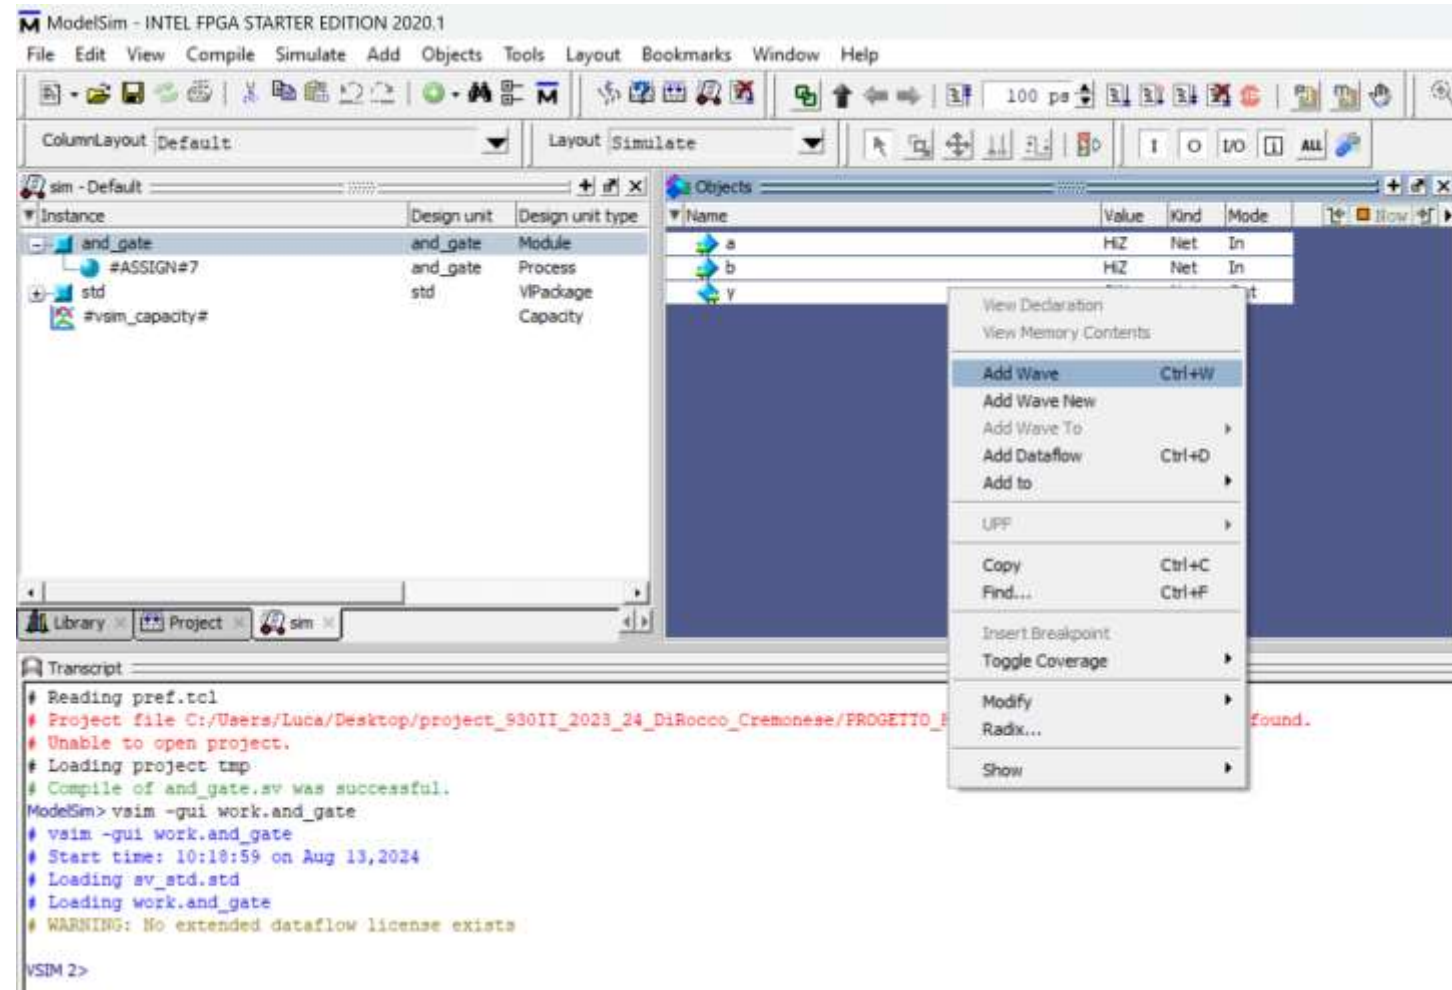 ModelSim - INTEL FPGA STARTER EDITION 2020.1
File Edit View Compile Simulate Add Objects Tools Layout Bookmarks Window Help
100 ps
ColumnLayout Default
Layout Simulate
I O I/O ALL
sim - Default
Instance Design unit Design unit type
and_gate and_gate Module
#ASSIGN#7 and_gate Process
std std VlPackage
#vsim_capacity# Capacity
Library Project sim
Objects
Name Value Kind Mode Now
a HiZ Net In
b HiZ Net In
y
View Declaration
View Memory Contents
Add Wave Ctrl+W
Add Wave New
Add Wave To
Add Dataflow Ctrl+D
Add to
UPF
Copy Ctrl+C
Find... Ctrl+F
Insert Breakpoint
Toggle Coverage
Modify
Radix...
Show
Transcript
# Reading pref.tcl
# Project file C:/Users/Luca/Desktop/project_930II_2023_24_DiRocco_Cremonese/PROGETTO_ found.
# Unable to open project.
# Loading project tmp
# Compile of and_gate.sv was successful.
ModelSim> vsim -gui work.and_gate
# vsim -gui work.and_gate
# Start time: 10:18:59 on Aug 13,2024
# Loading sv_std.std
# Loading work.and_gate
# WARNING: No extended dataflow license exists
VSIM 2>